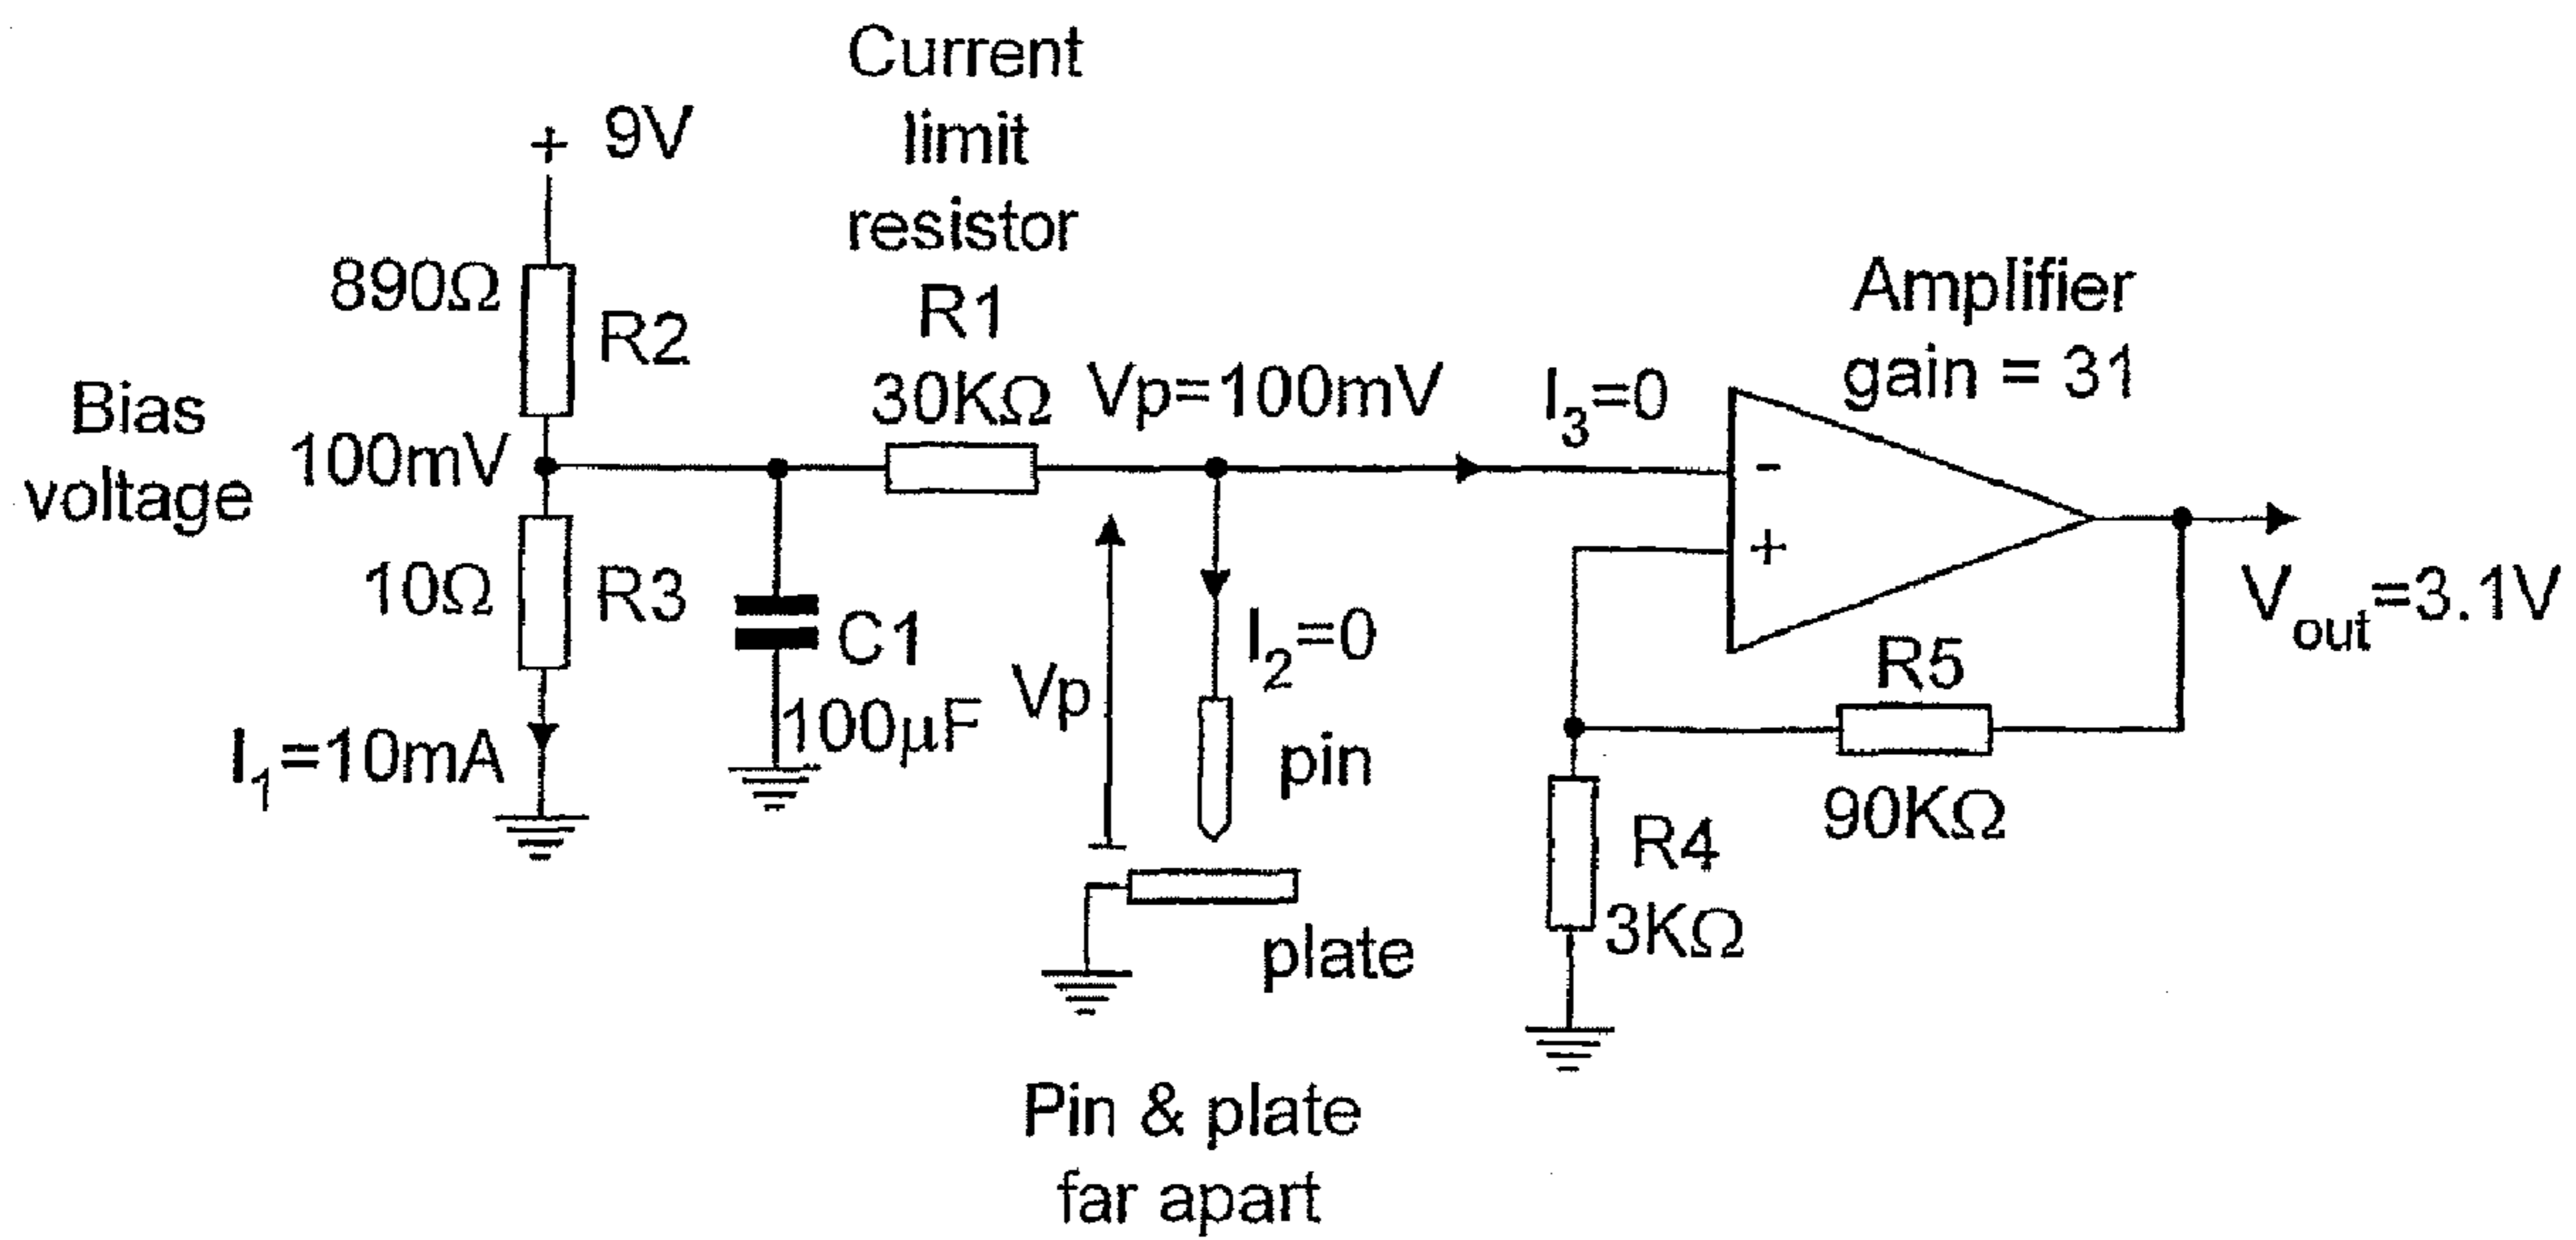 Current
limit
resistor
R1
30KΩ
+ 9V
890Ω
R2
Bias
voltage
100mV
10Ω
R3
I₁=10mA
C1
100μF
Vp=100mV
Vp
I₂=0
pin
plate
Pin & plate
far apart
I₃=0
Amplifier
gain = 31
-
+
Vout=3.1V
R5
90KΩ
R4
3KΩ